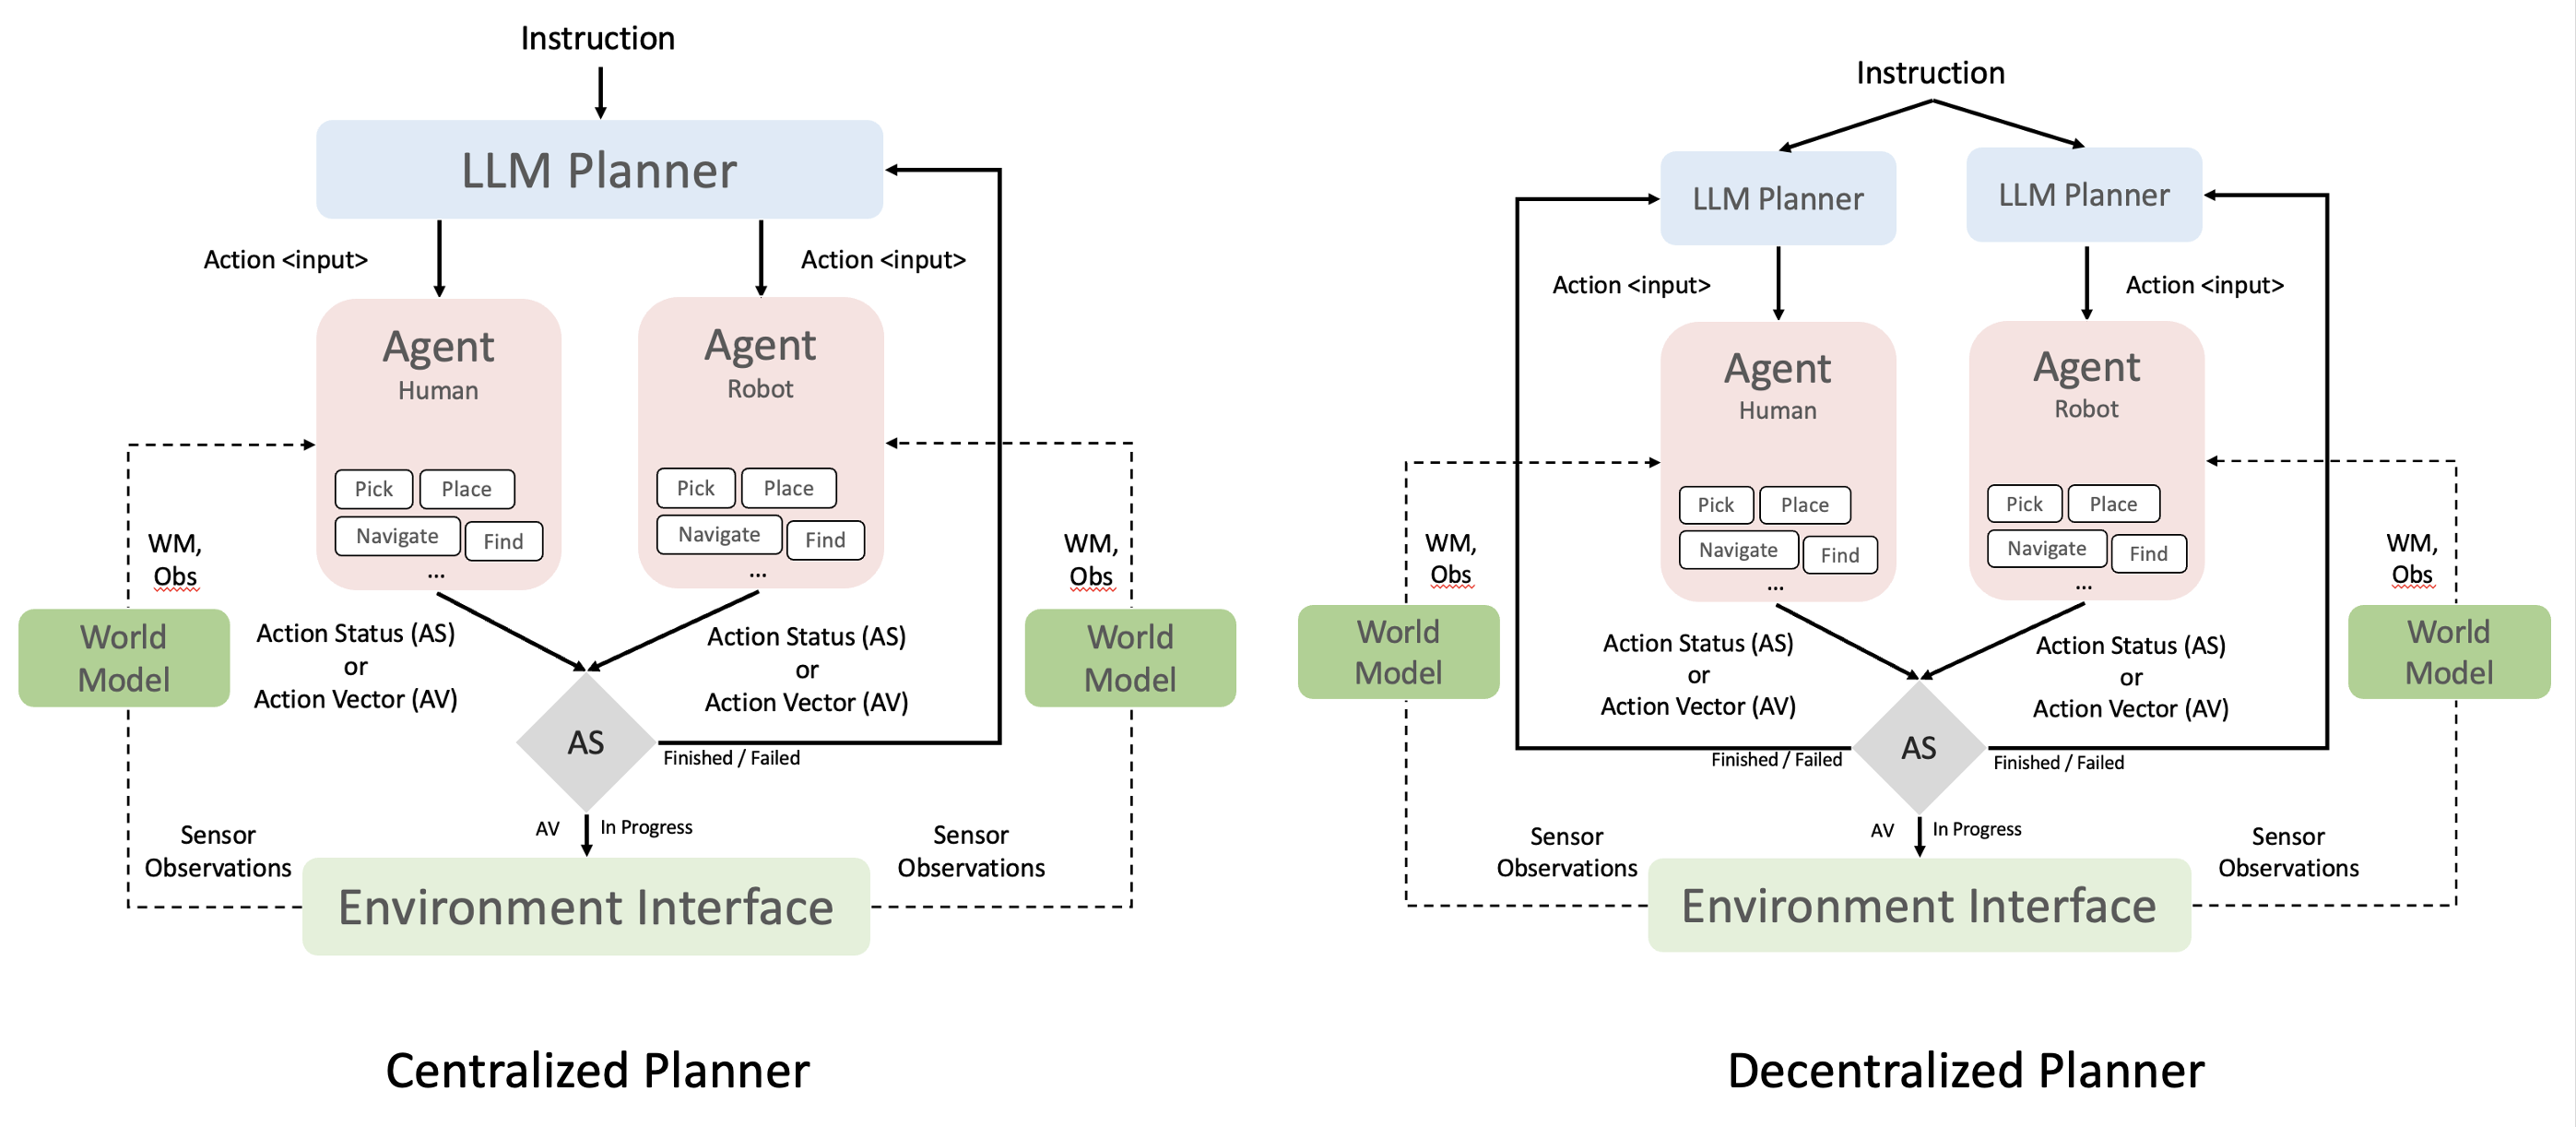 Instruction
LLM Planner
Action <input>
Action <input>
Agent
Human
Agent
Robot
Pick
Place
Navigate
Find
...
Pick
Place
Navigate
Find
...
WM,
Obs
WM,
Obs
World
Model
World
Model
Action Status (AS)
or
Action Vector (AV)
Action Status (AS)
or
Action Vector (AV)
AS
Finished / Failed
AV
In Progress
Sensor
Observations
Sensor
Observations
Environment Interface
Centralized Planner
Instruction
LLM Planner
LLM Planner
Action <input>
Action <input>
Agent
Human
Agent
Robot
Pick
Place
Navigate
Find
...
Pick
Place
Navigate
Find
...
WM,
Obs
WM,
Obs
World
Model
World
Model
Action Status (AS)
or
Action Vector (AV)
Action Status (AS)
or
Action Vector (AV)
AS
Finished / Failed
Finished / Failed
AV
In Progress
Sensor
Observations
Sensor
Observations
Environment Interface
Decentralized Planner